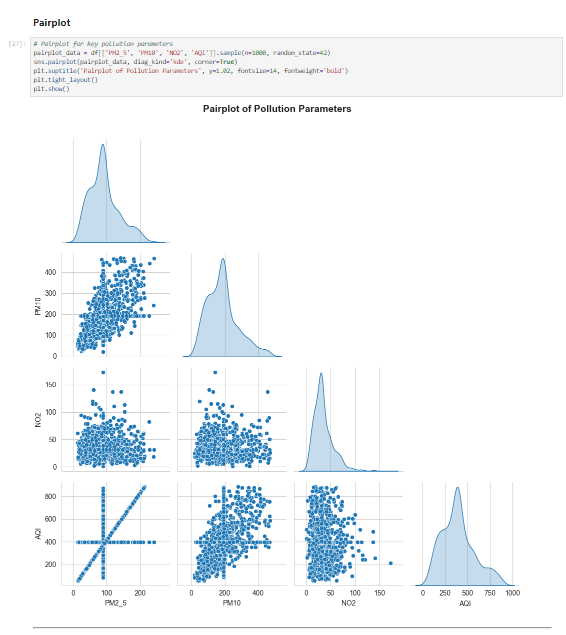 Pairplot
[27]:
# Pairplot for key pollution parameters
pairplot_data = df[['PM2_5', 'PM10', 'NO2', 'AQI']].sample(n=1000, random_state=42)
sns.pairplot(pairplot_data, diag_kind='kde', corner=True)
plt.suptitle('Pairplot of Pollution Parameters', y=1.02, fontsize=14, fontweight='bold')
plt.tight_layout()
plt.show()
Pairplot of Pollution Parameters
PM10
400
300
200
100
0
NO2
150
100
50
0
AQI
800
600
400
200
0 100 200
PM2_5
0 200 400
PM10
0 50 100 150
NO2
0 250 500 750 1000
AQI